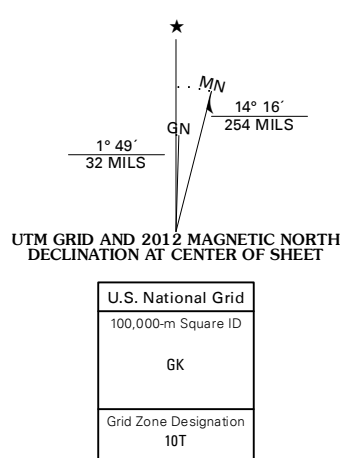 ★
MN
GN
14° 16´
254 MILS
1° 49´
32 MILS
UTM GRID AND 2012 MAGNETIC NORTH
DECLINATION AT CENTER OF SHEET
U.S. National Grid
100,000-m Square ID
GK
Grid Zone Designation
10T